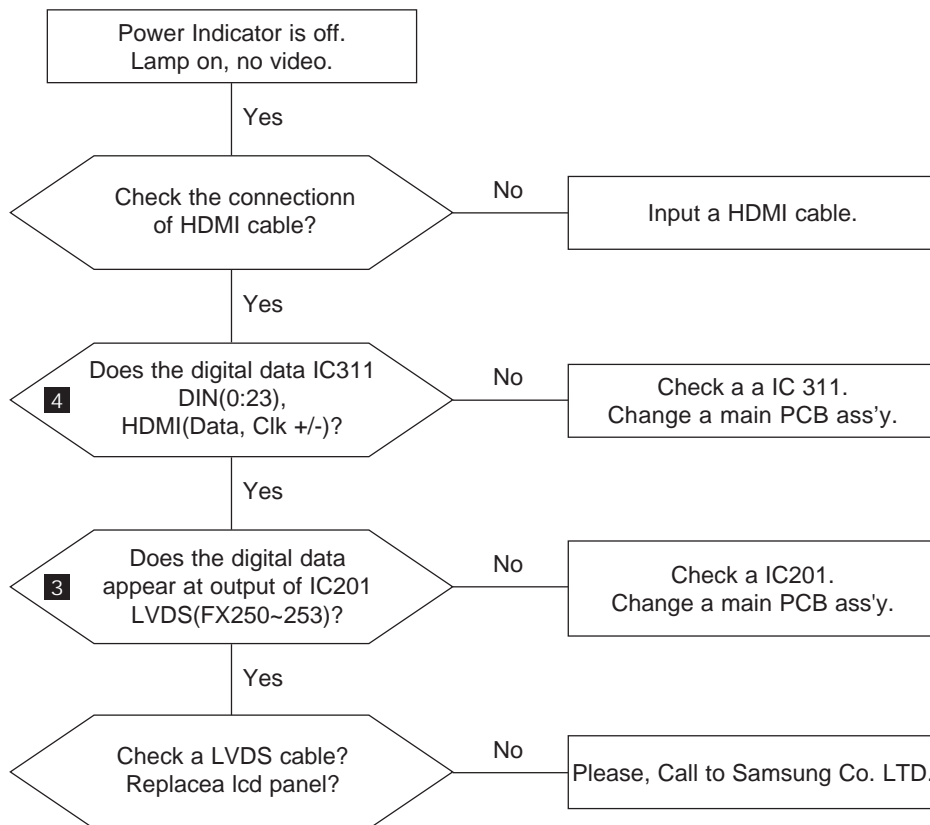 Power Indicator is off.
Lamp on, no video.
Yes
Check the connectionn
of HDMI cable?
No
Input a HDMI cable.
Yes
4
Does the digital data IC311
DIN(0:23),
HDMI(Data, Clk +/-)?
No
Check a a IC 311.
Change a main PCB ass’y.
Yes
3
Does the digital data
appear at output of IC201
LVDS(FX250~253)?
No
Check a IC201.
Change a main PCB ass'y.
Yes
Check a LVDS cable?
Replacea lcd panel?
No
Please, Call to Samsung Co. LTD.